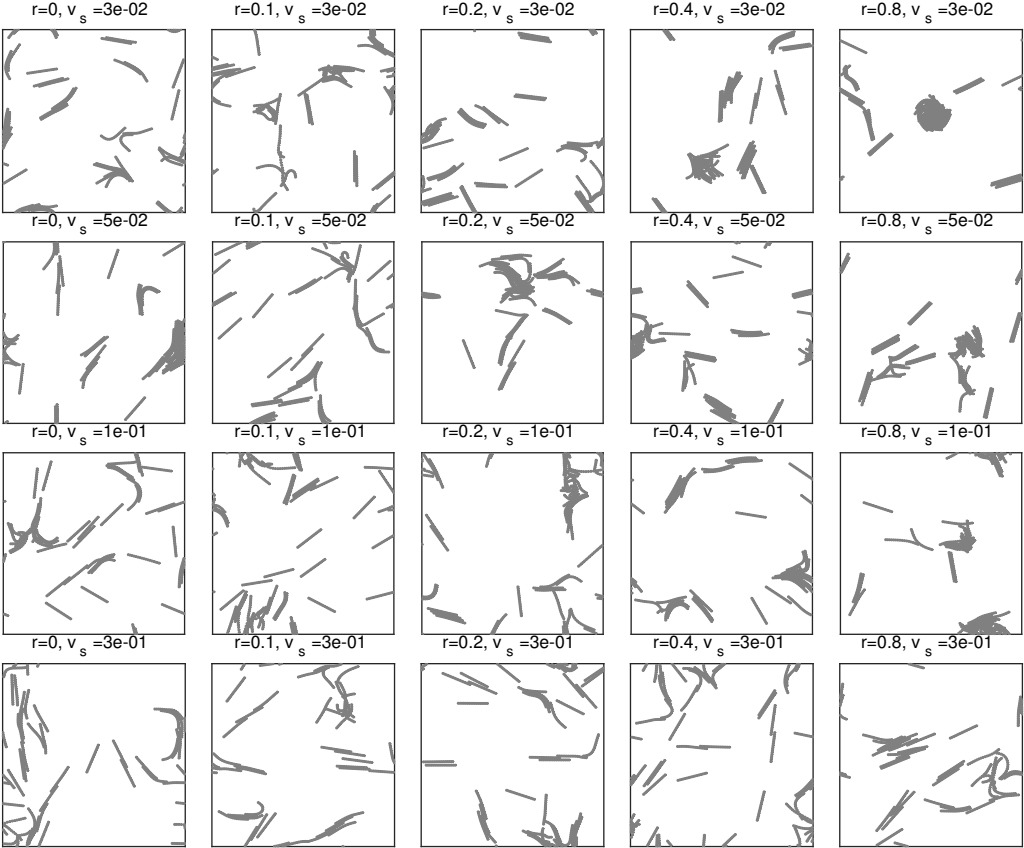 r=0, v s =3e-02
r=0.1, v s =3e-02
r=0.2, v s =3e-02
r=0.4, v s =3e-02
r=0.8, v s =3e-02
r=0, v s =5e-02
r=0.1, v s =5e-02
r=0.2, v s =5e-02
r=0.4, v s =5e-02
r=0.8, v s =5e-02
r=0, v s =1e-01
r=0.1, v s =1e-01
r=0.2, v s =1e-01
r=0.4, v s =1e-01
r=0.8, v s =1e-01
r=0, v s =3e-01
r=0.1, v s =3e-01
r=0.2, v s =3e-01
r=0.4, v s =3e-01
r=0.8, v s =3e-01